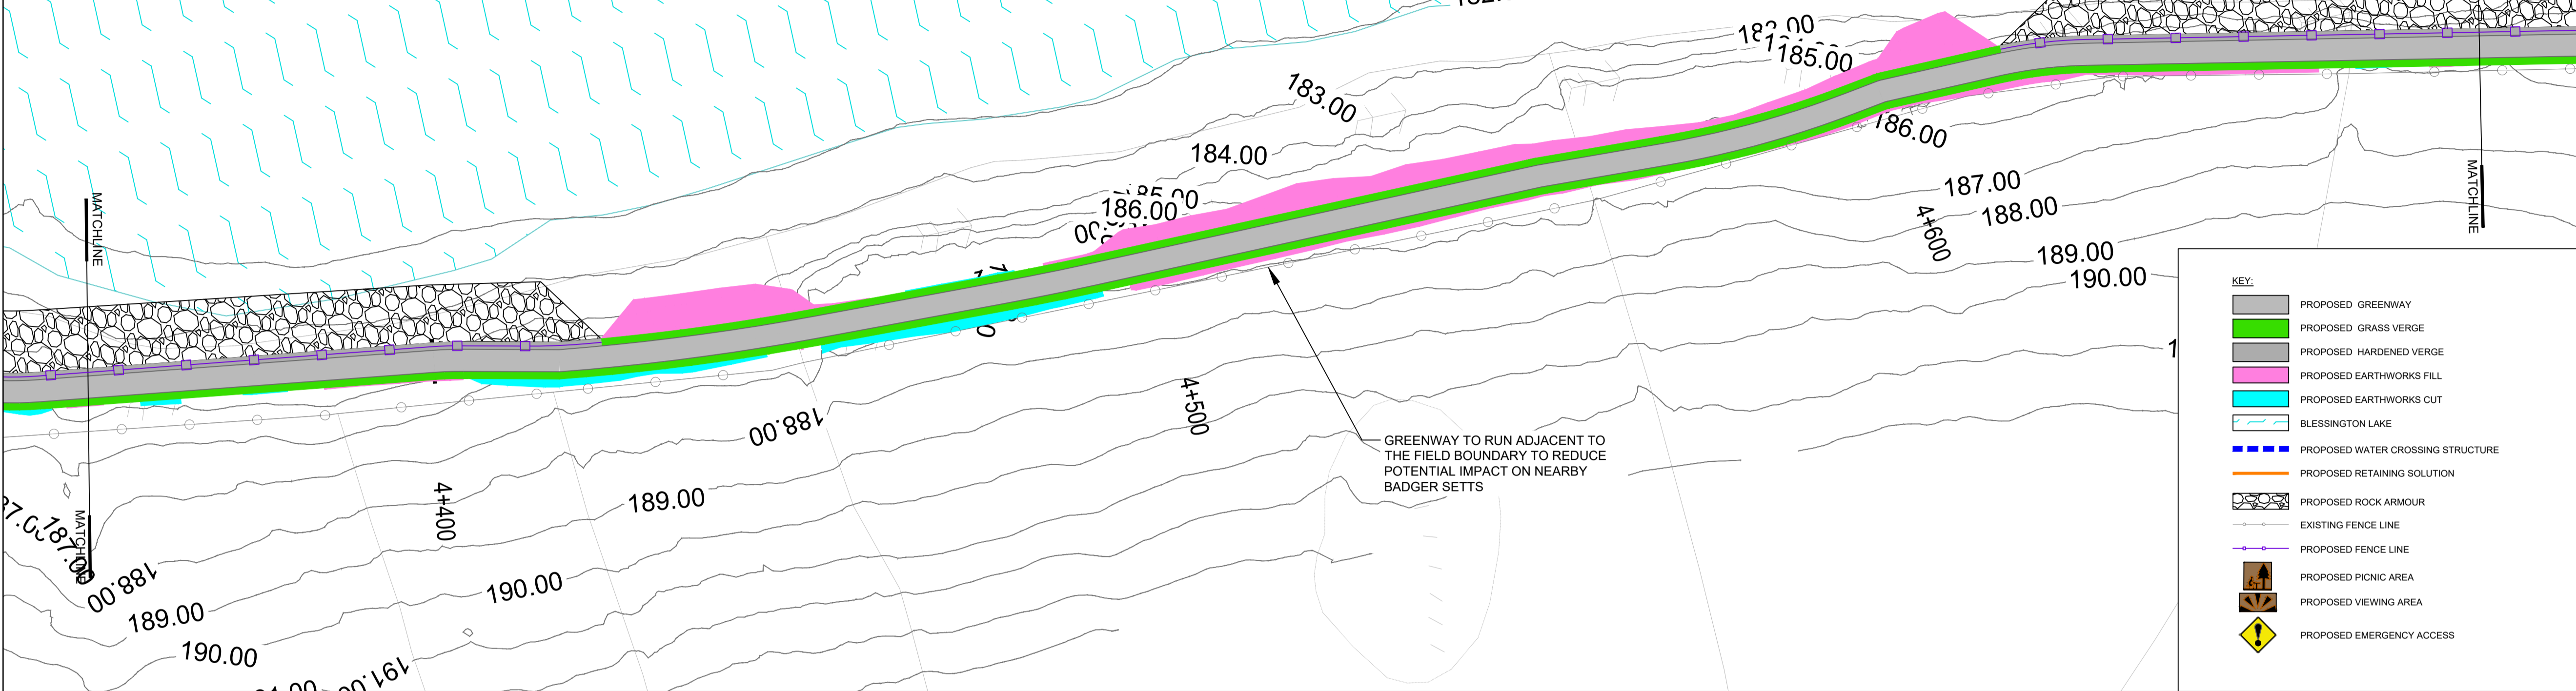 183.00
185.00
183.00
184.00
186.00
186.00
187.00
188.00
189.00
190.00
MATCHLINE
MATCHLINE
MATCHLINE
4+400
4+500
4+600
188.00
189.00
190.00
187.00
188.00
189.00
190.00
GREENWAY TO RUN ADJACENT TO
THE FIELD BOUNDARY TO REDUCE
POTENTIAL IMPACT ON NEARBY
BADGER SETTS
KEY:
PROPOSED GREENWAY
PROPOSED GRASS VERGE
PROPOSED HARDENED VERGE
PROPOSED EARTHWORKS FILL
PROPOSED EARTHWORKS CUT
BLESSINGTON LAKE
PROPOSED WATER CROSSING STRUCTURE
PROPOSED RETAINING SOLUTION
PROPOSED ROCK ARMOUR
EXISTING FENCE LINE
PROPOSED FENCE LINE
PROPOSED PICNIC AREA
PROPOSED VIEWING AREA
PROPOSED EMERGENCY ACCESS